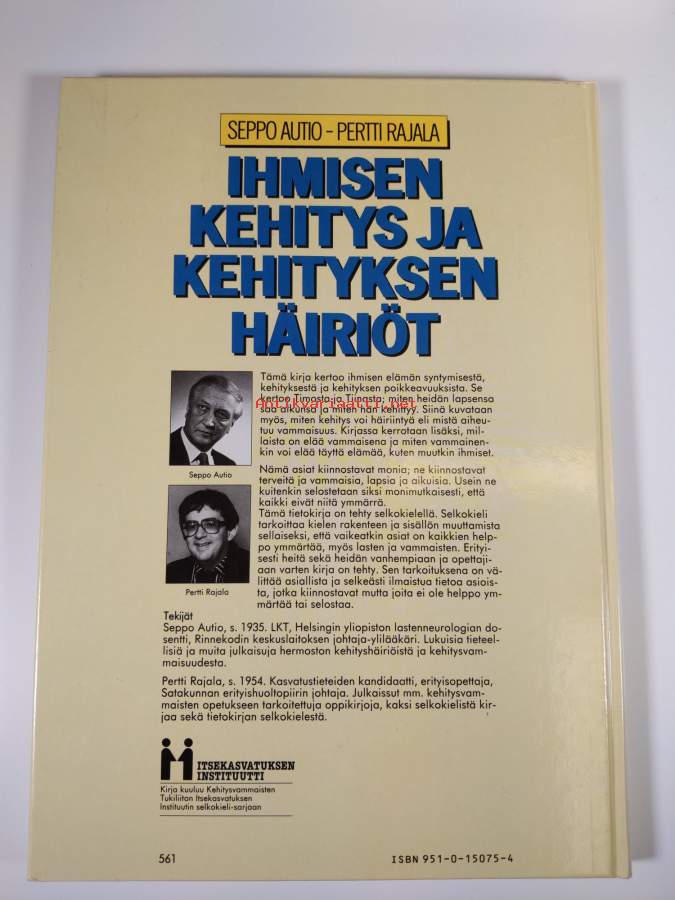 SEPPO AUTIO – PERTTI RAJALA
IHMISEN
KEHITYS JA
KEHITYKSEN
HÄIRIÖT
Tämä kirja kertoo ihmisen elämän syntymisestä,
kehityksestä ja kehityksen poikkeavuuksista. Se
kertoo Timosta ja Tiinasta; miten heidän lapsensa
saa alkunsa ja miten hän kehittyy. Siinä kuvataan
myös, miten kehitys voi häiriintyä eli mistä aiheu-
tuu vammaisuus. Kirjassa kerrotaan lisäksi, mil-
laista on elää vammaisena ja miten vammainen-
kin voi elää täyttä elämää, kuten muutkin ihmiset.
Antikvariaatti.net
Seppo Autio
Nämä asiat kiinnostavat monia; ne kiinnostavat
terveitä ja vammaisia, lapsia ja aikuisia. Usein ne
kuitenkin selostetaan siksi monimutkaisesti, että
kaikki eivät niitä ymmärrä.
Tämä tietokirja on tehty selkokielellä. Selkokieli
tarkoittaa kielen rakenteen ja sisällön muuttamista
sellaiseksi, että vaikeatkin asiat on kaikkien help-
po ymmärtää, myös lasten ja vammaisten. Erityi-
sesti heitä sekä heidän vanhempiaan ja opettaji-
aan varten kirja on tehty. Sen tarkoituksena on vä-
littää asiallista ja selkeästi ilmaistua tietoa asiois-
ta, jotka kiinnostavat mutta joita ei ole helppo ym-
märtää tai selostaa.
Pertti Rajala
Tekijät
Seppo Autio, s. 1935. LKT, Helsingin yliopiston lastenneurologian do-
sentti, Rinnekodin keskuslaitoksen johtaja-ylilääkäri. Lukuisia tieteel-
lisiä ja muita julkaisuja hermoston kehityshäiriöistä ja kehitysvam-
maisuudesta.
Pertti Rajala, s. 1954. Kasvatustieteiden kandidaatti, erityisopettaja,
Satakunnan erityishuoltopiirin johtaja. Julkaissut mm. kehitysvam-
maisten opetukseen tarkoitettuja oppikirjoja, kaksi selkokielistä kir-
jaa sekä tietokirjan selkokielestä.
ITSEKASVATUKSEN
INSTITUUTTI
Kirja kuuluu Kehitysvammaisten
Tukiliiton Itsekasvatuksen
Instituutin selkokieli-sarjaan
561
ISBN 951-0-15075-4